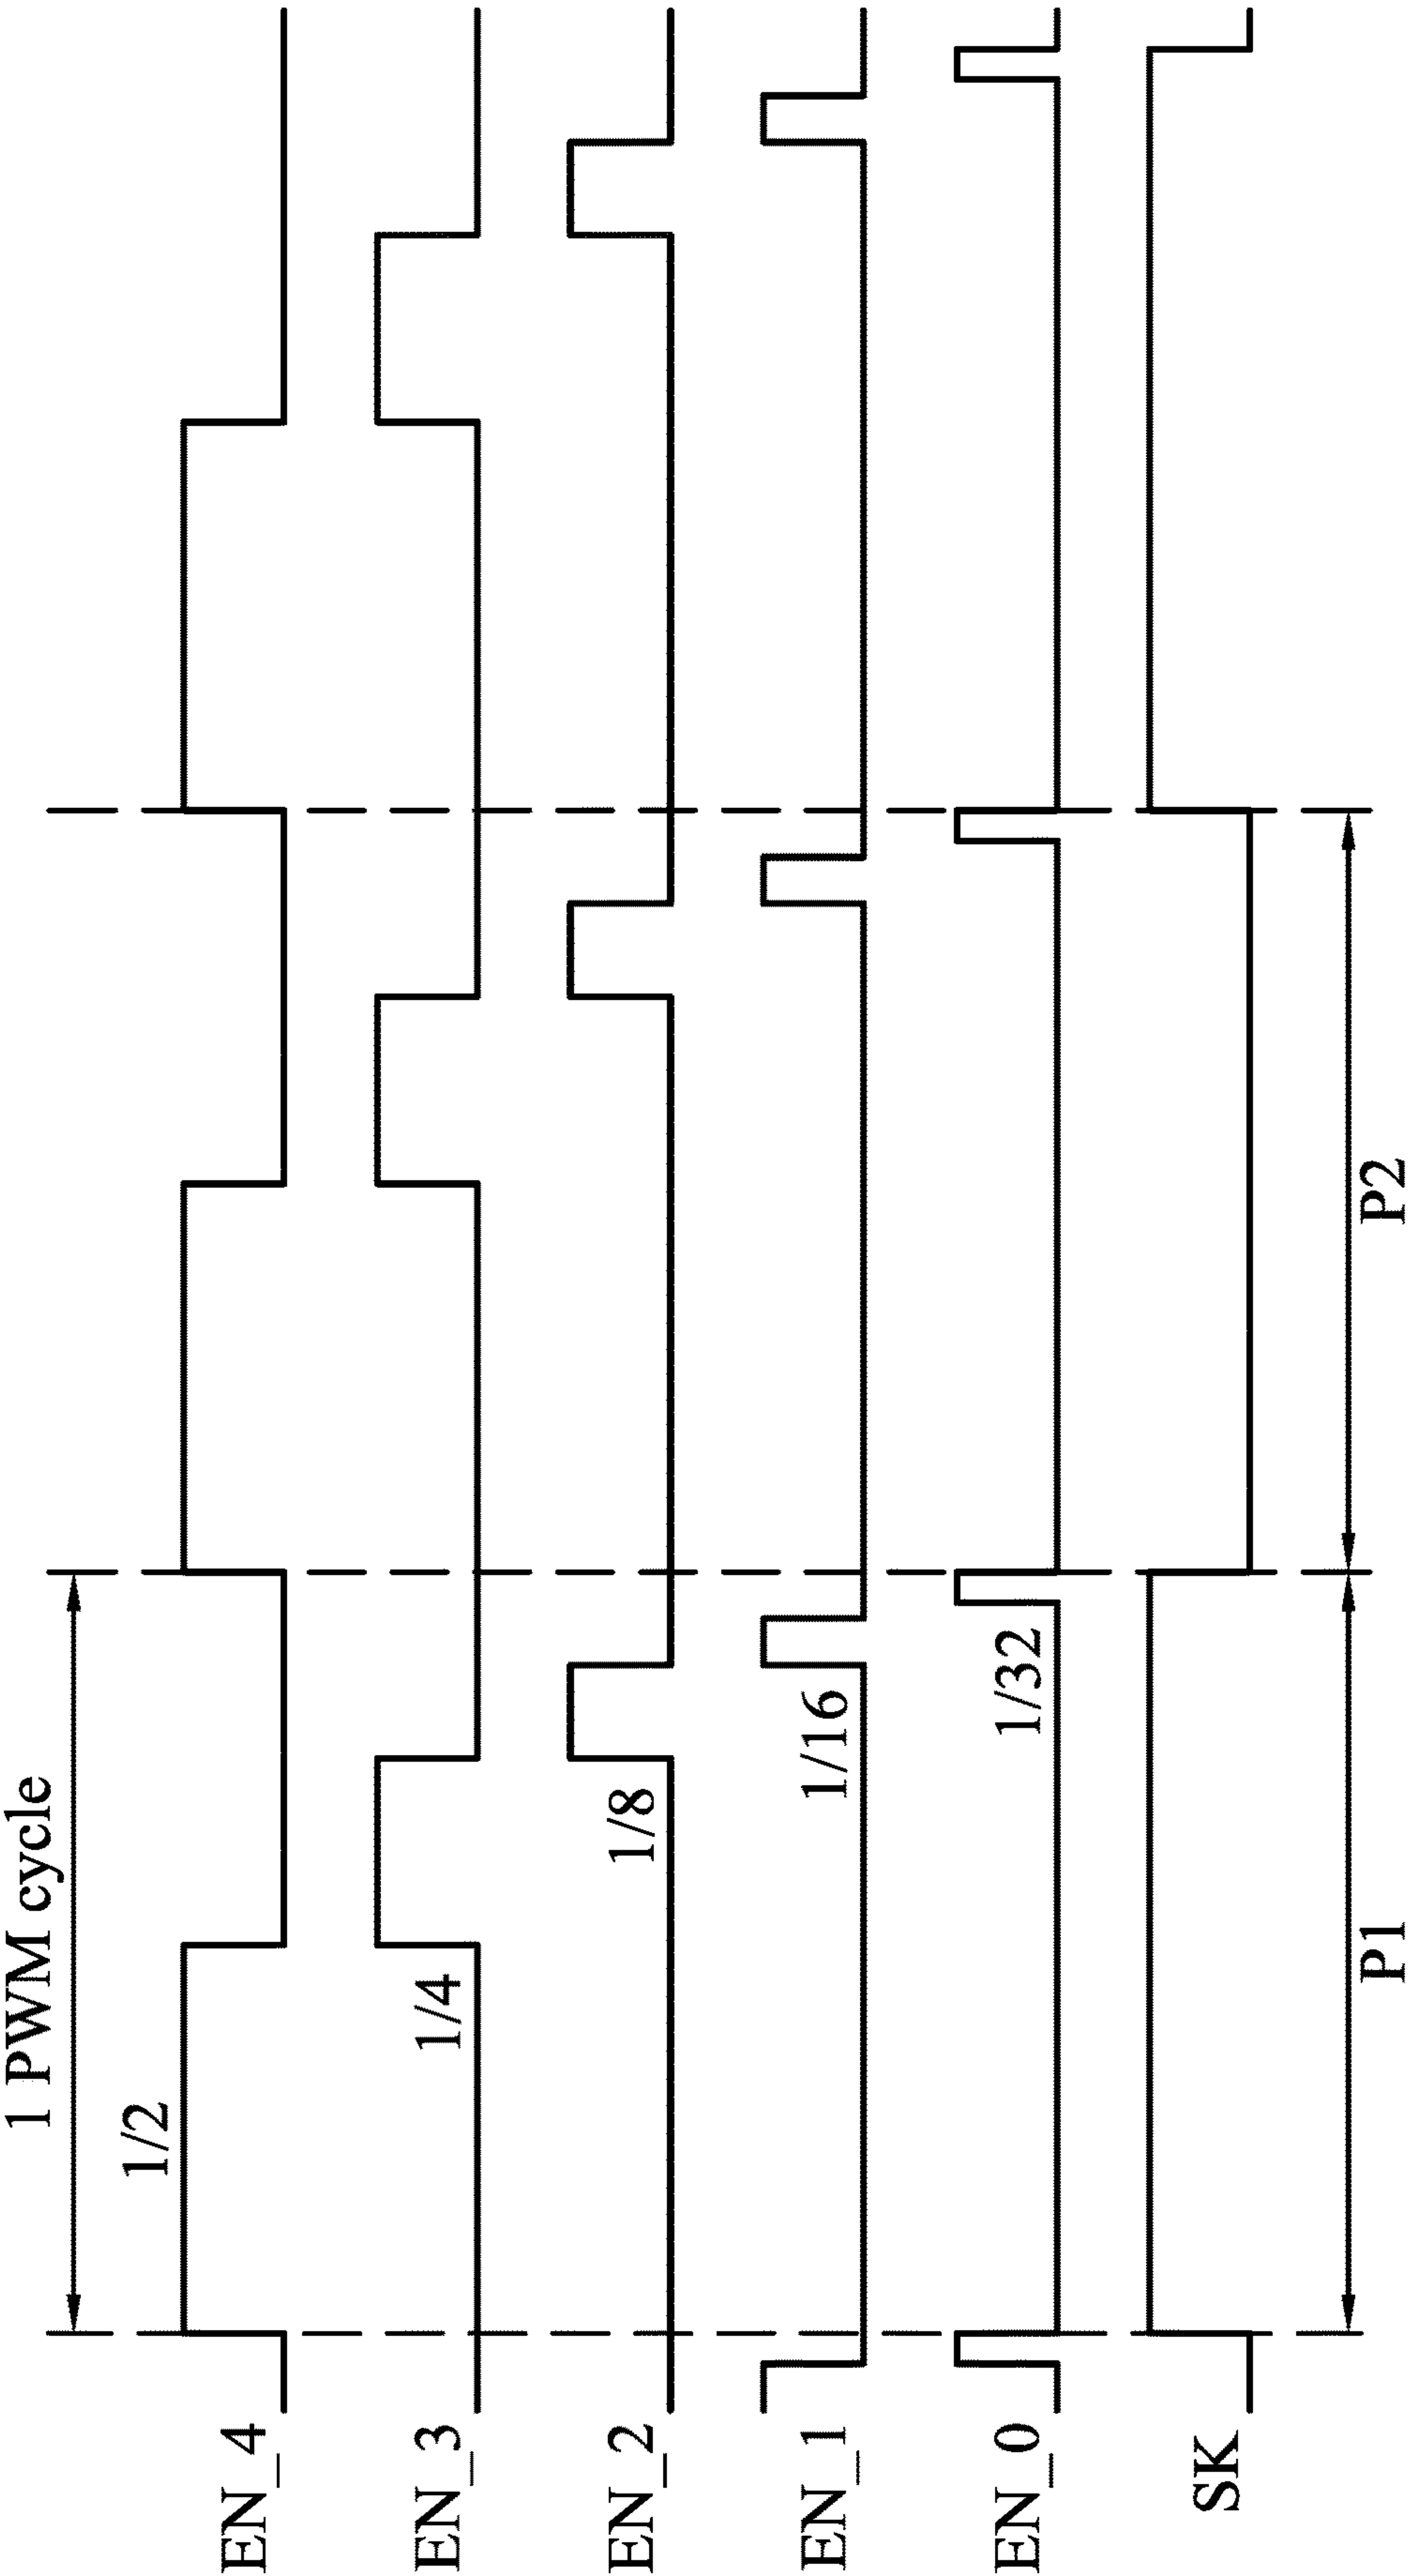 1 PWM cycle
EN_4
1/2
EN_3
1/4
EN_2
1/8
EN_1
1/16
EN_0
1/32
SK
P1
P2